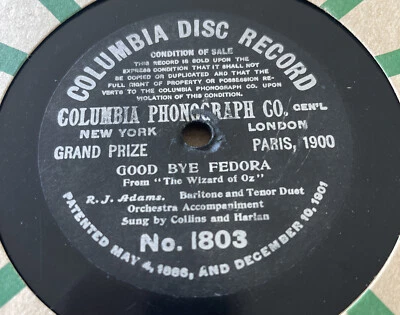 COLUMBIA DISC RECORD
CONDITION OF SALE
THIS RECORD IS SOLD UPON THE
EXPRESS CONDITION THAT IT SHALL NOT
BE COPIED OR DUPLICATED AND THAT THE
FULL RIGHT OF PROPERTY OR POSSESSION RE-
VERTS TO THE COLUMBIA PHONOGRAPH CO. UPON
VIOLATION OF THIS CONDITION.
COLUMBIA PHONOGRAPH CO., GEN'L
NEW YORK LONDON
GRAND PRIZE PARIS, 1900
GOOD BYE FEDORA
From "The Wizard of Oz"
R. J. Adams. Baritone and Tenor Duet
Orchestra Accompaniment
Sung by Collins and Harlan
No. 1803
PATENTED MAY 4, 1886, AND DECEMBER 10, 1901